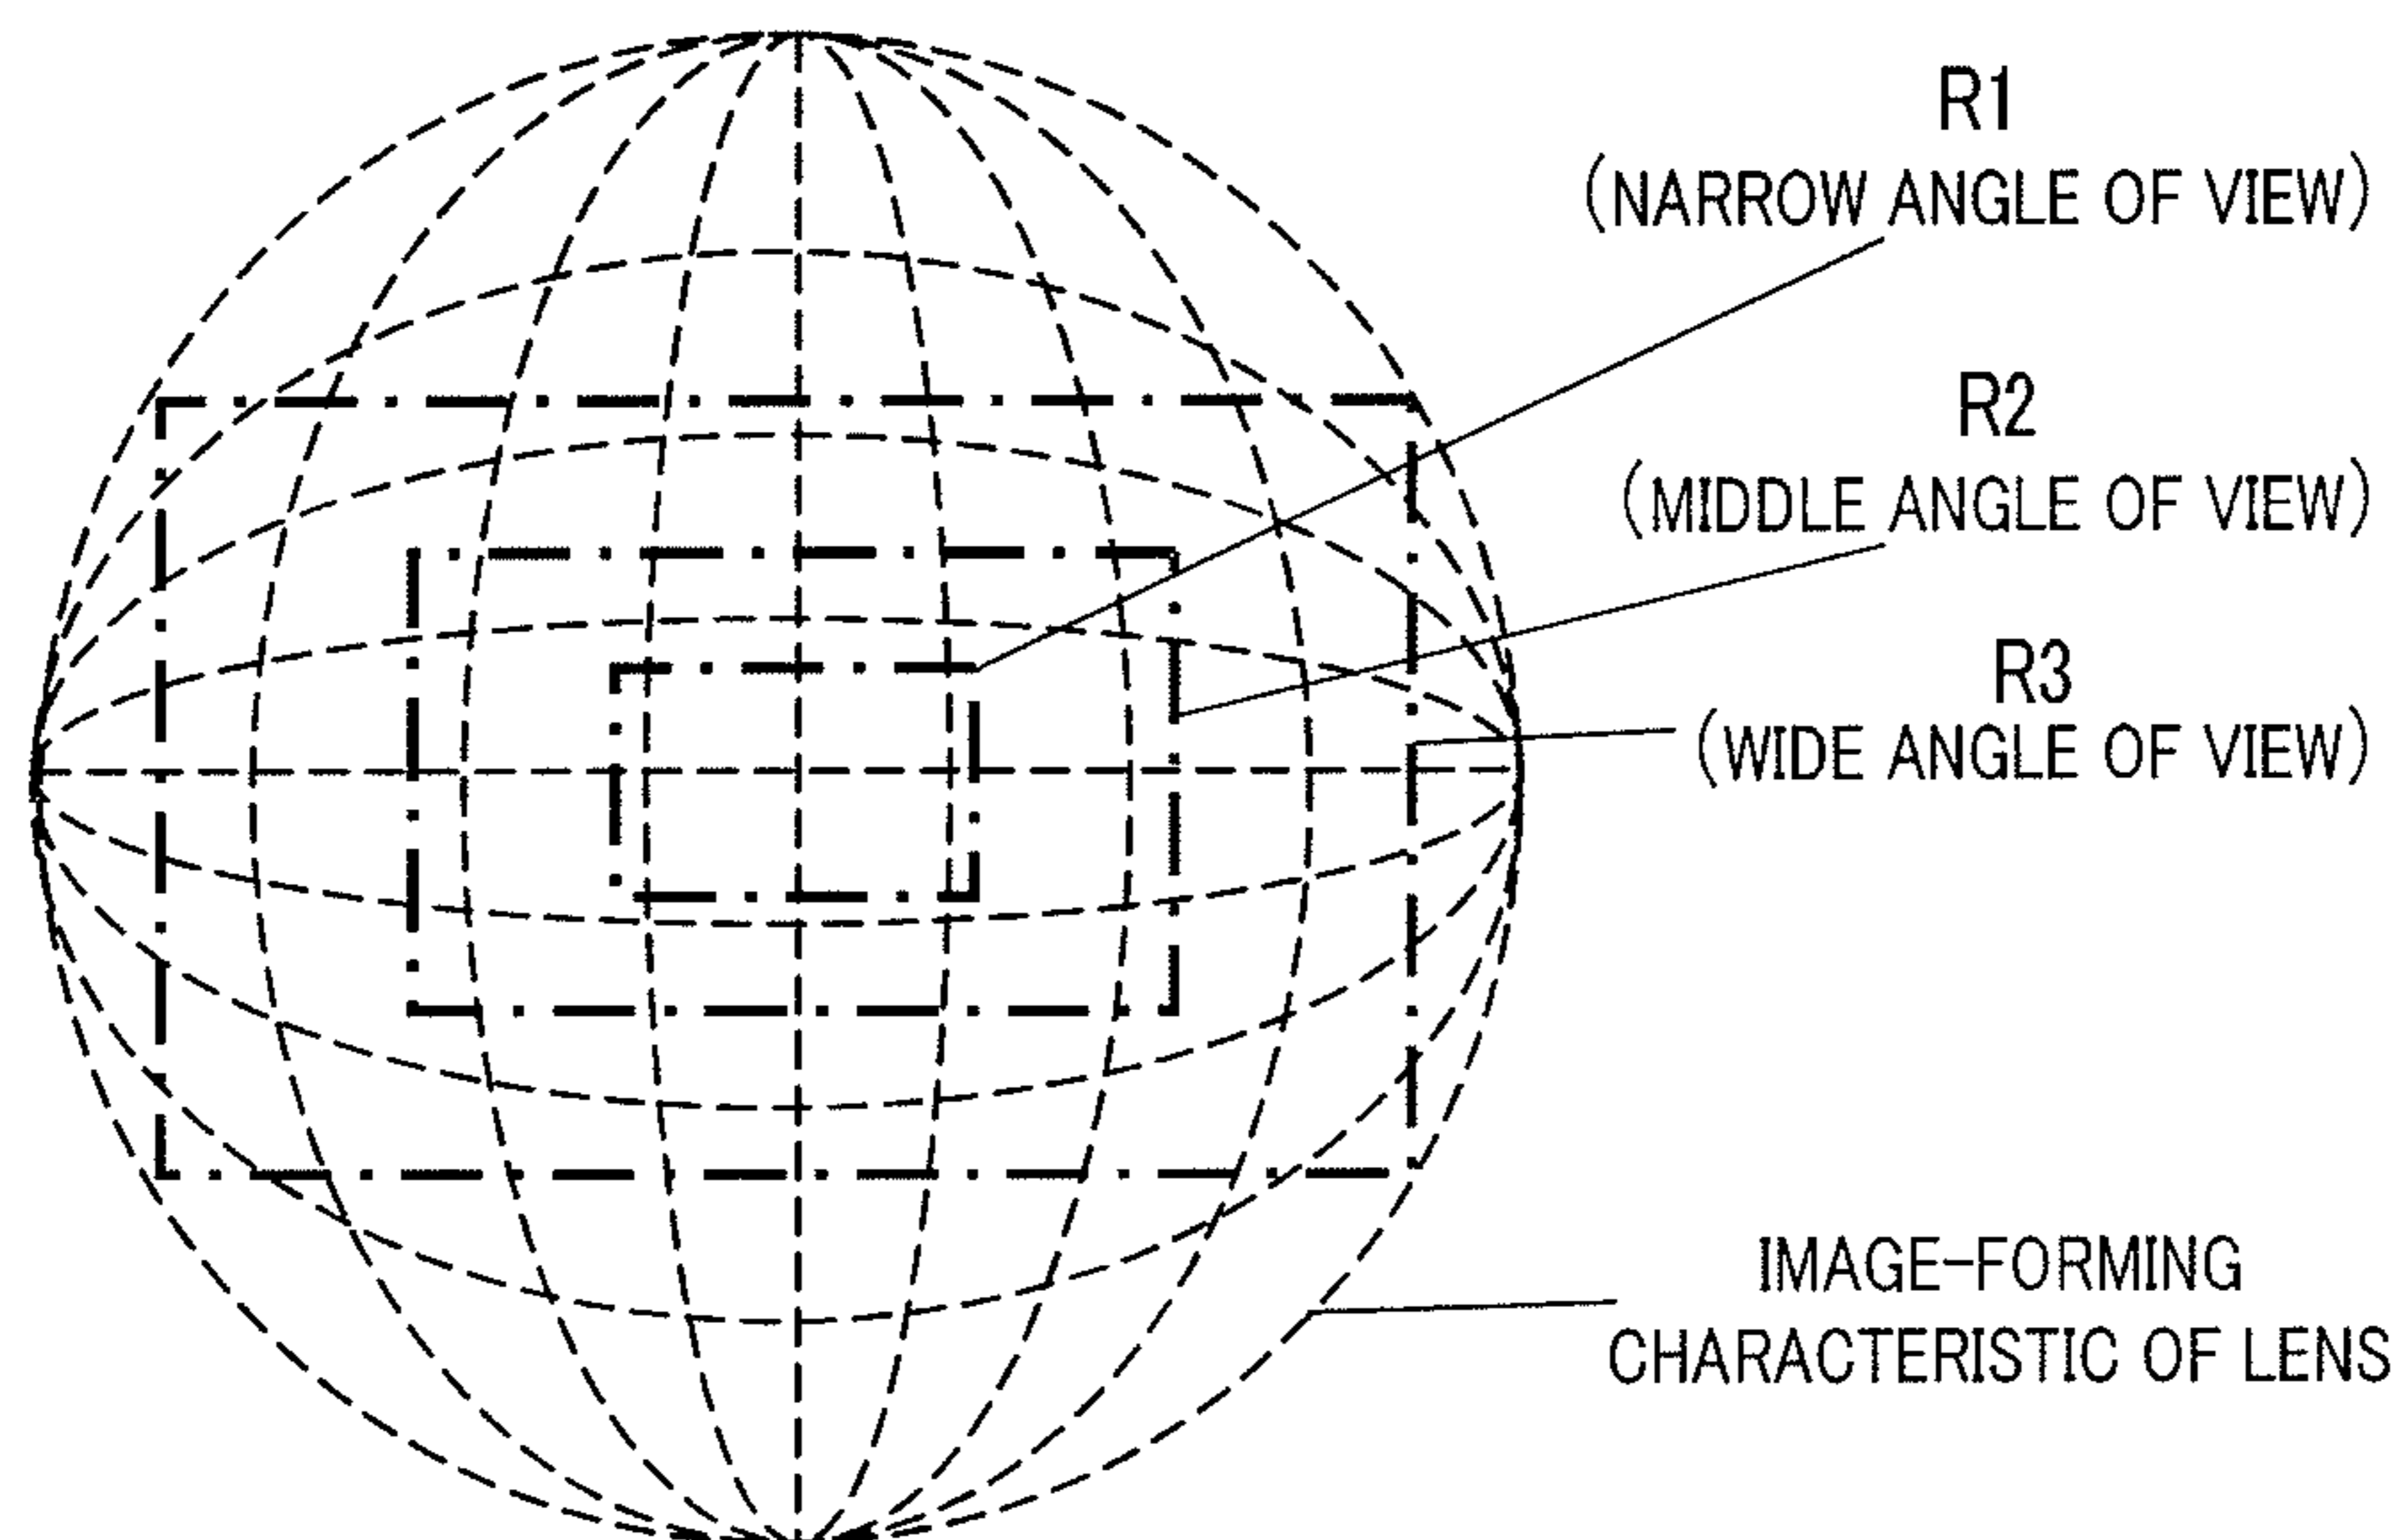 R1
(NARROW ANGLE OF VIEW)
R2
(MIDDLE ANGLE OF VIEW)
R3
(WIDE ANGLE OF VIEW)
IMAGE-FORMING
CHARACTERISTIC OF LENS